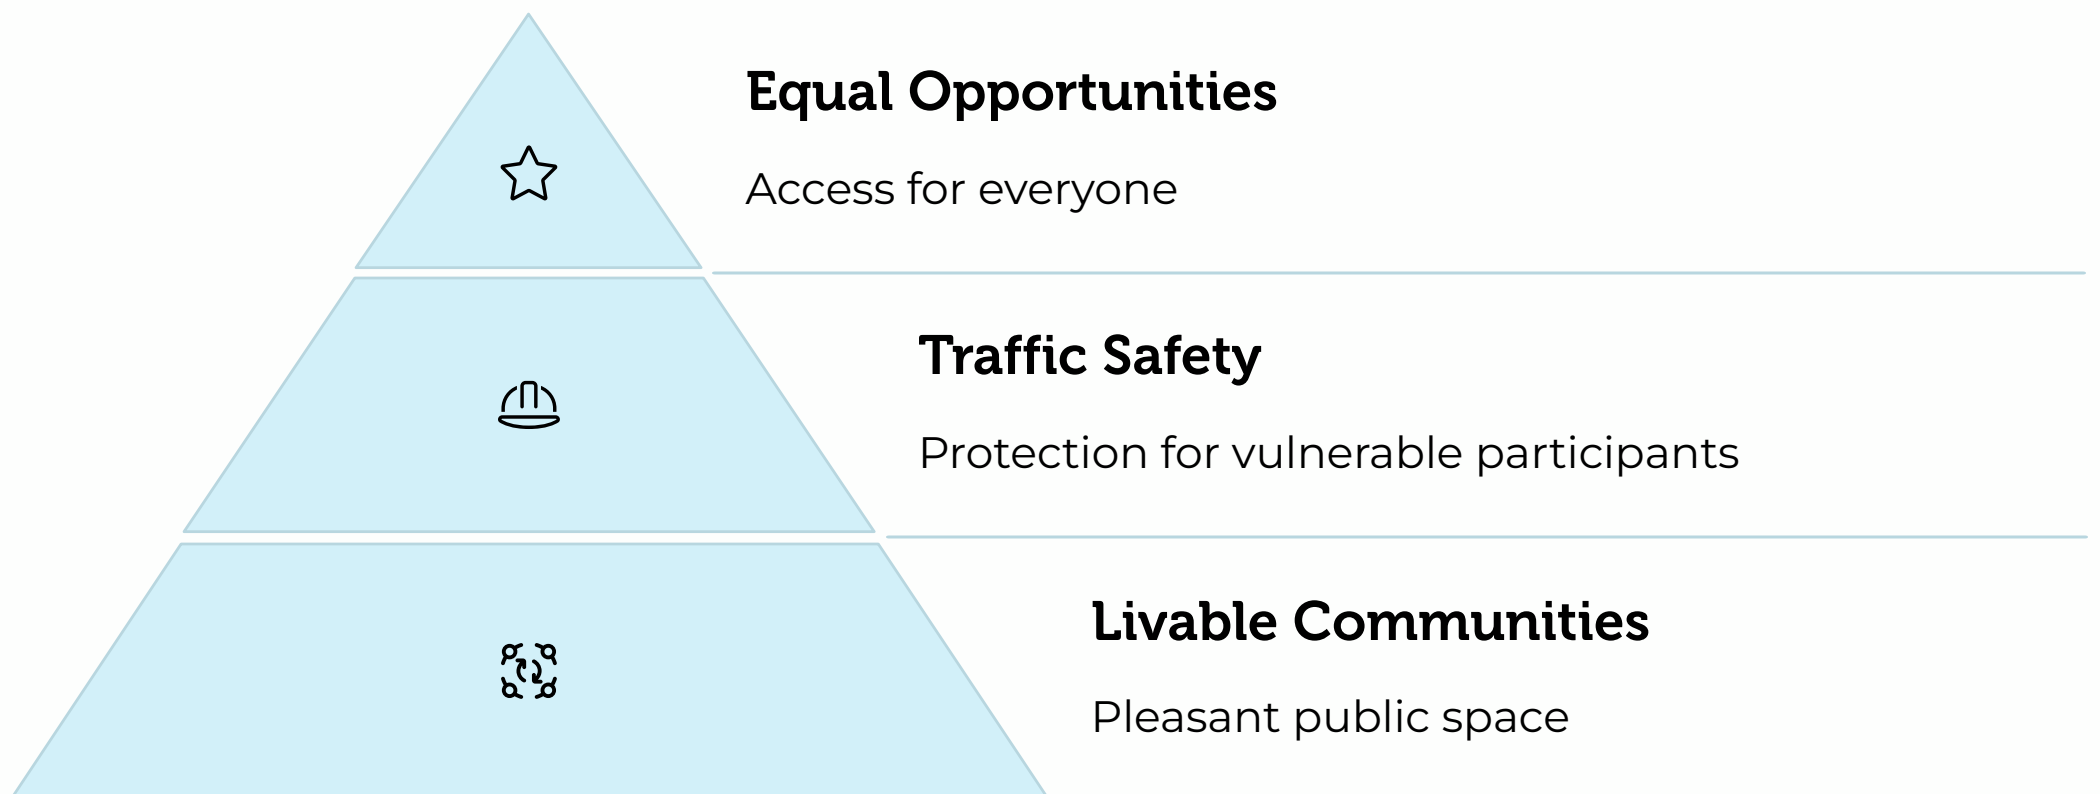 Equal Opportunities
Access for everyone
Traffic Safety
Protection for vulnerable participants
Livable Communities
Pleasant public space